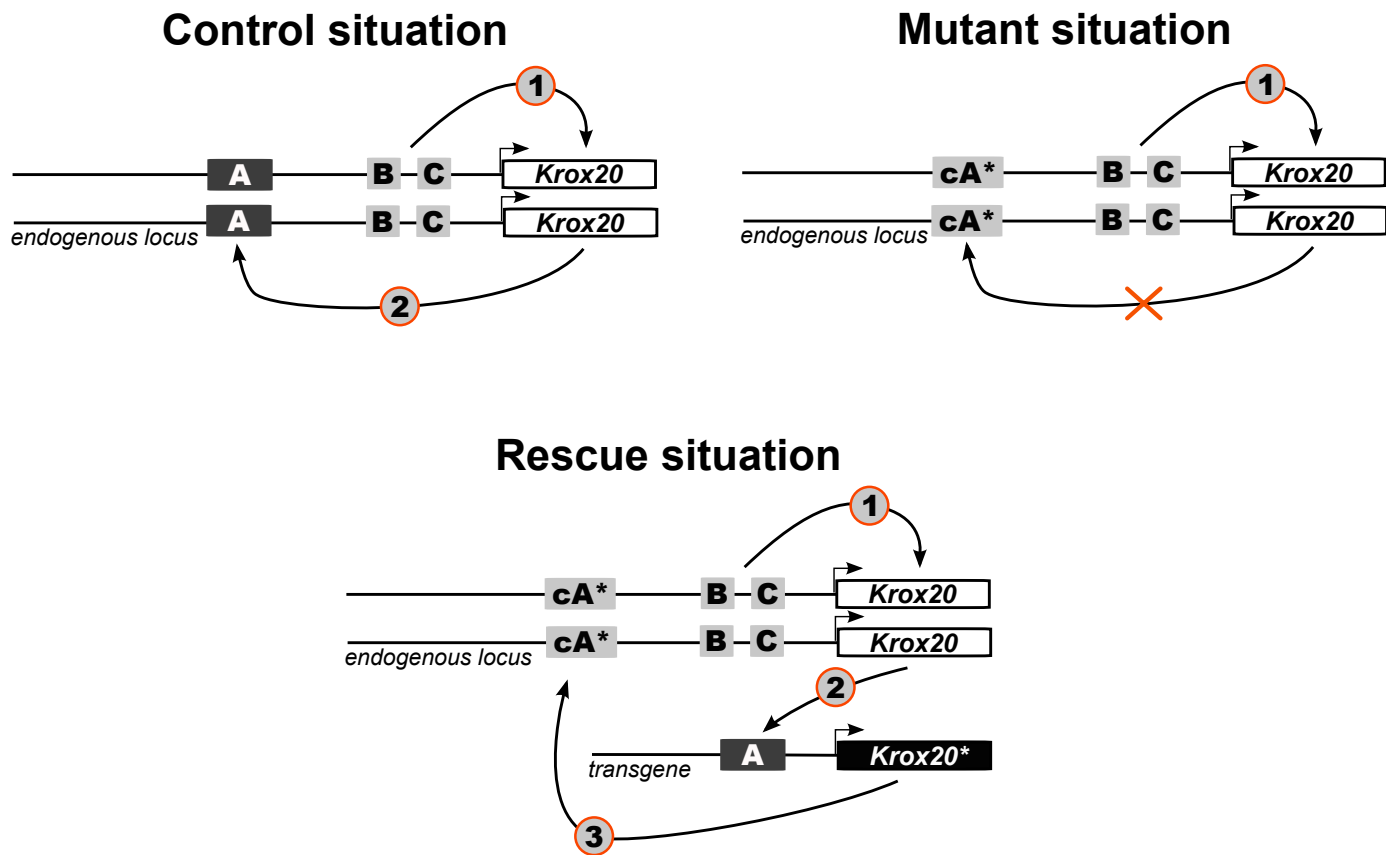 Control situation
1
A B C Krox20
A B C Krox20
endogenous locus
2
Mutant situation
1
cA* B C Krox20
cA* B C Krox20
endogenous locus
Rescue situation
1
cA* B C Krox20
cA* B C Krox20
endogenous locus
2
A Krox20*
transgene
3